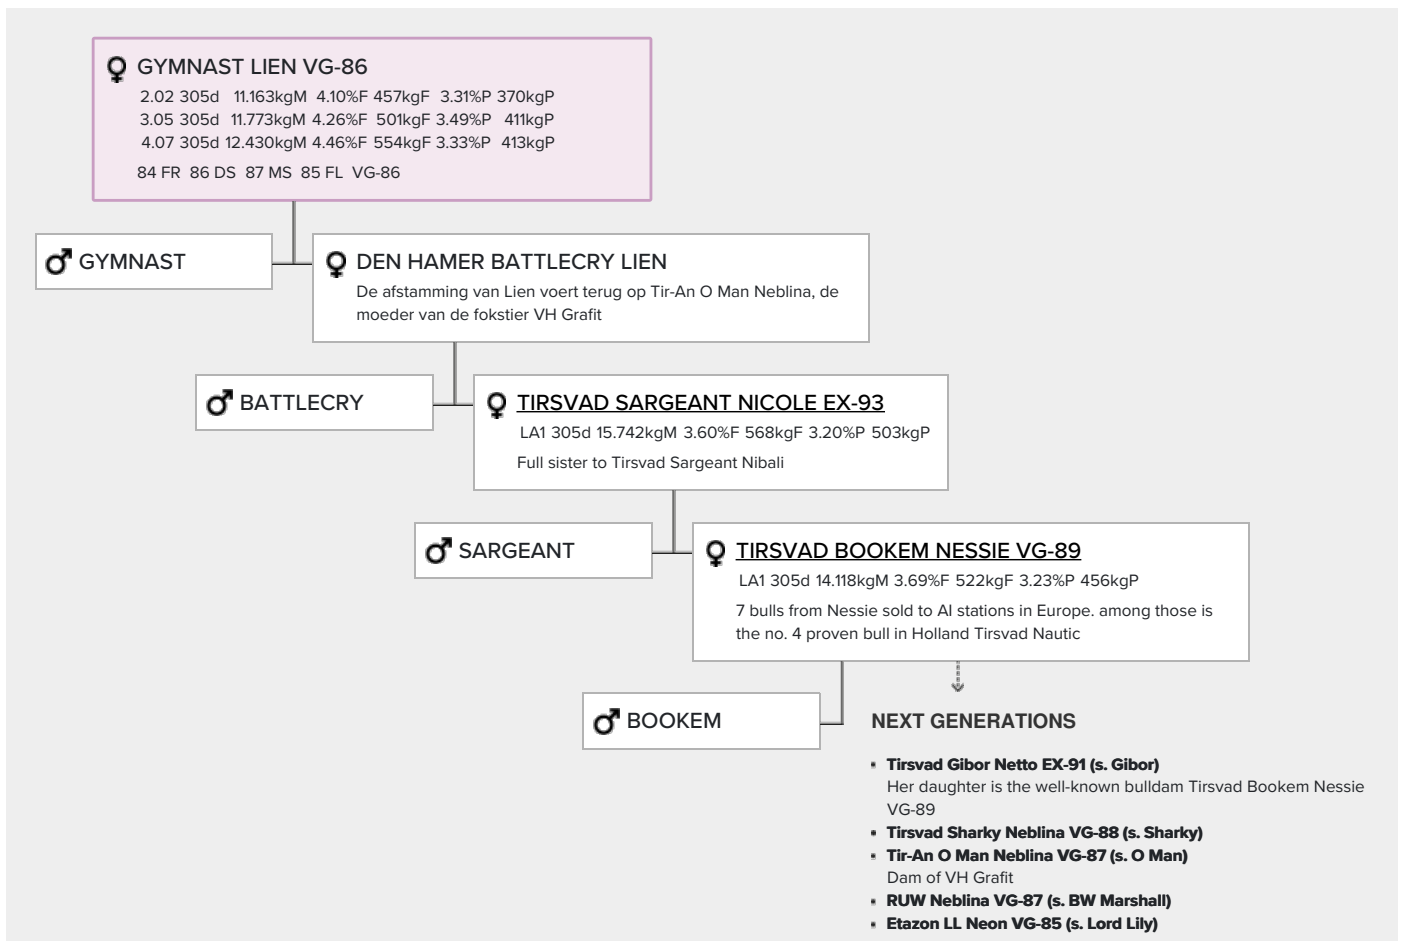 GYMNAST LIEN VG-86
2.02 305d 11.163kgM 4.10%F 457kgF 3.31%P 370kgP
3.05 305d 11.773kgM 4.26%F 501kgF 3.49%P 411kgP
4.07 305d 12.430kgM 4.46%F 554kgF 3.33%P 413kgP
84 FR 86 DS 87 MS 85 FL VG-86
GYMNAST
DEN HAMER BATTLECRY LIEN
De afstamming van Lien voert terug op Tir-An O Man Neblina, de
moeder van de fokstier VH Grafit
BATTLECRY
TIRSVAD SARGEANT NICOLE EX-93
LA1 305d 15.742kgM 3.60%F 568kgF 3.20%P 503kgP
Full sister to Tirsvad Sargeant Nibali
SARGEANT
TIRSVAD BOOKEM NESSIE VG-89
LA1 305d 14.118kgM 3.69%F 522kgF 3.23%P 456kgP
7 bulls from Nessie sold to AI stations in Europe. among those is
the no. 4 proven bull in Holland Tirsvad Nautic
BOOKEM
NEXT GENERATIONS
Tirsvad Gibor Netto EX-91 (s. Gibor)
Her daughter is the well-known bulldam Tirsvad Bookem Nessie
VG-89
Tirsvad Sharky Neblina VG-88 (s. Sharky)
Tir-An O Man Neblina VG-87 (s. O Man)
Dam of VH Grafit
RUW Neblina VG-87 (s. BW Marshall)
Etazon LL Neon VG-85 (s. Lord Lily)